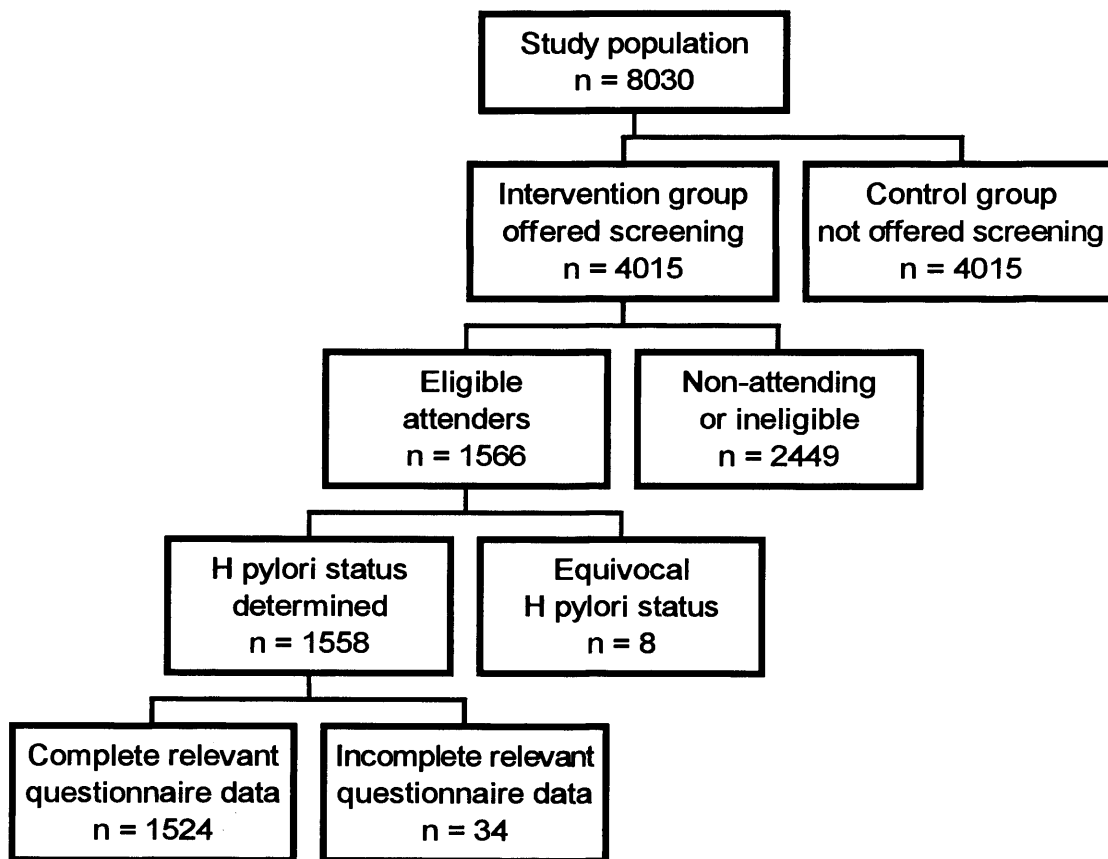 Study population
n = 8030
Intervention group
offered screening
n = 4015
Control group
not offered screening
n = 4015
Eligible
attenders
n = 1566
Non-attending
or ineligible
n = 2449
H pylori status
determined
n = 1558
Equivocal
H pylori status
n = 8
Complete relevant
questionnaire data
n = 1524
Incomplete relevant
questionnaire data
n = 34